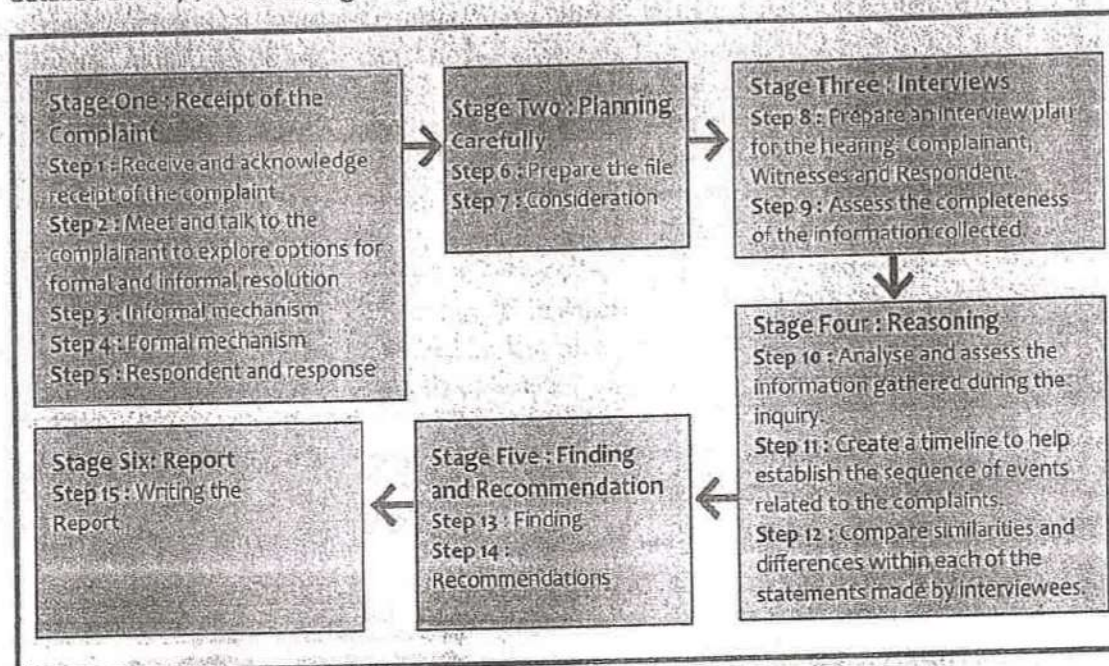 Stage One : Receipt of the
Complaint
Step 1 : Receive and acknowledge
receipt of the complaint
Step 2 : Meet and talk to the
complainant to explore options for
formal and informal resolution
Step 3 : Informal mechanism
Step 4 : Formal mechanism
Step 5 : Respondent and response
Stage Two : Planning
Carefully
Step 6 : Prepare the file
Step 7 : Consideration
Stage Three : Interviews
Step 8 : Prepare an interview plan
for the hearing: Complainant,
Witnesses and Respondent.
Step 9 : Assess the completeness
of the information collected.
Stage Four : Reasoning
Step 10 : Analyse and assess the
information gathered during the
inquiry.
Step 11 : Create a timeline to help
establish the sequence of events
related to the complaints.
Step 12 : Compare similarities and
differences within each of the
statements made by interviewees.
Stage Five : Finding
and Recommendation
Step 13 : Finding
Step 14 :
Recommendations
Stage Six: Report
Step 15 : Writing the
Report